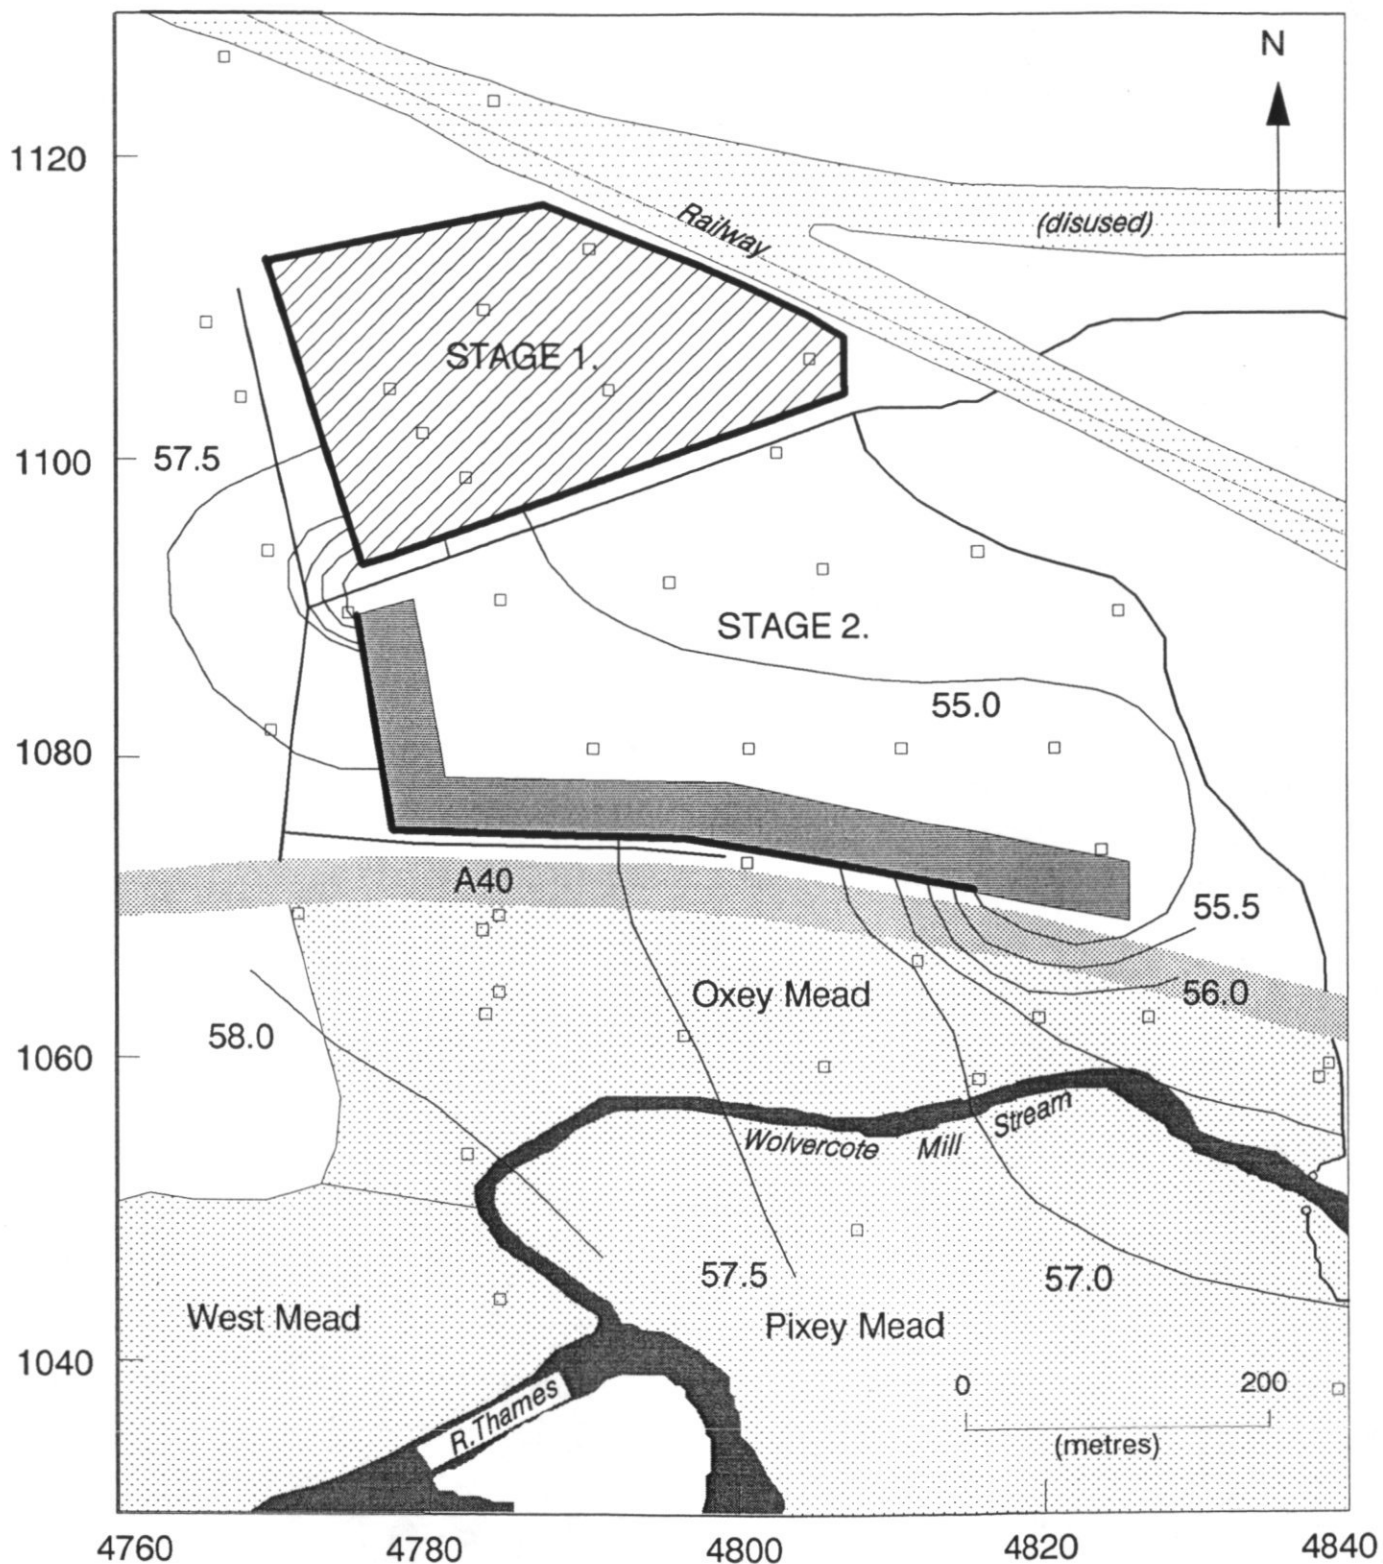 N
1120
Railway
(disused)
STAGE 1.
1100
57.5
STAGE 2.
55.0
1080
A40
55.5
Oxey Mead
56.0
58.0
1060
Wolvercote Mill Stream
57.5
57.0
West Mead
Pixey Mead
1040
0 200
(metres)
R.Thames
4760 4780 4800 4820 4840